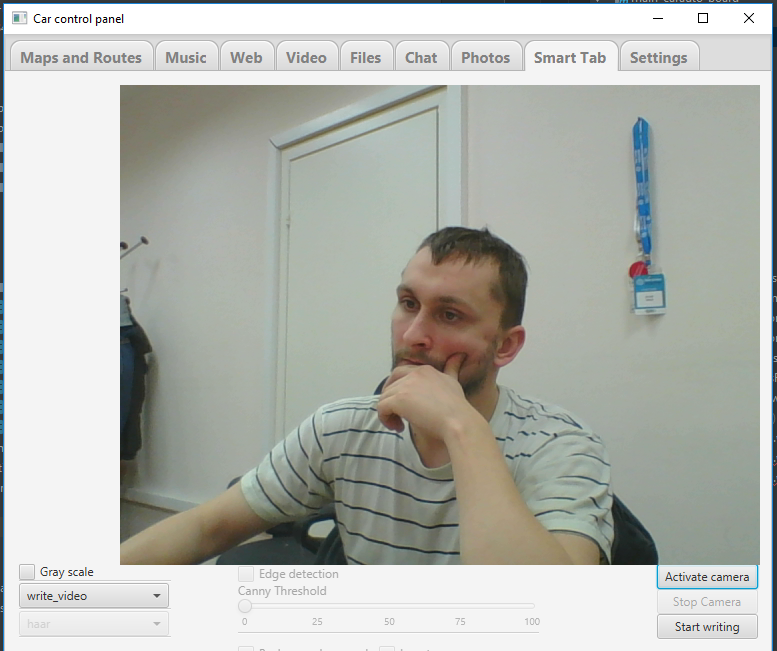 Car control panel
Maps and Routes Music Web Video Files Chat Photos Smart Tab Settings
Gray scale
Edge detection
Activate camera
write_video
Canny Threshold
Stop Camera
haar
0 25 50 75 100
Start writing